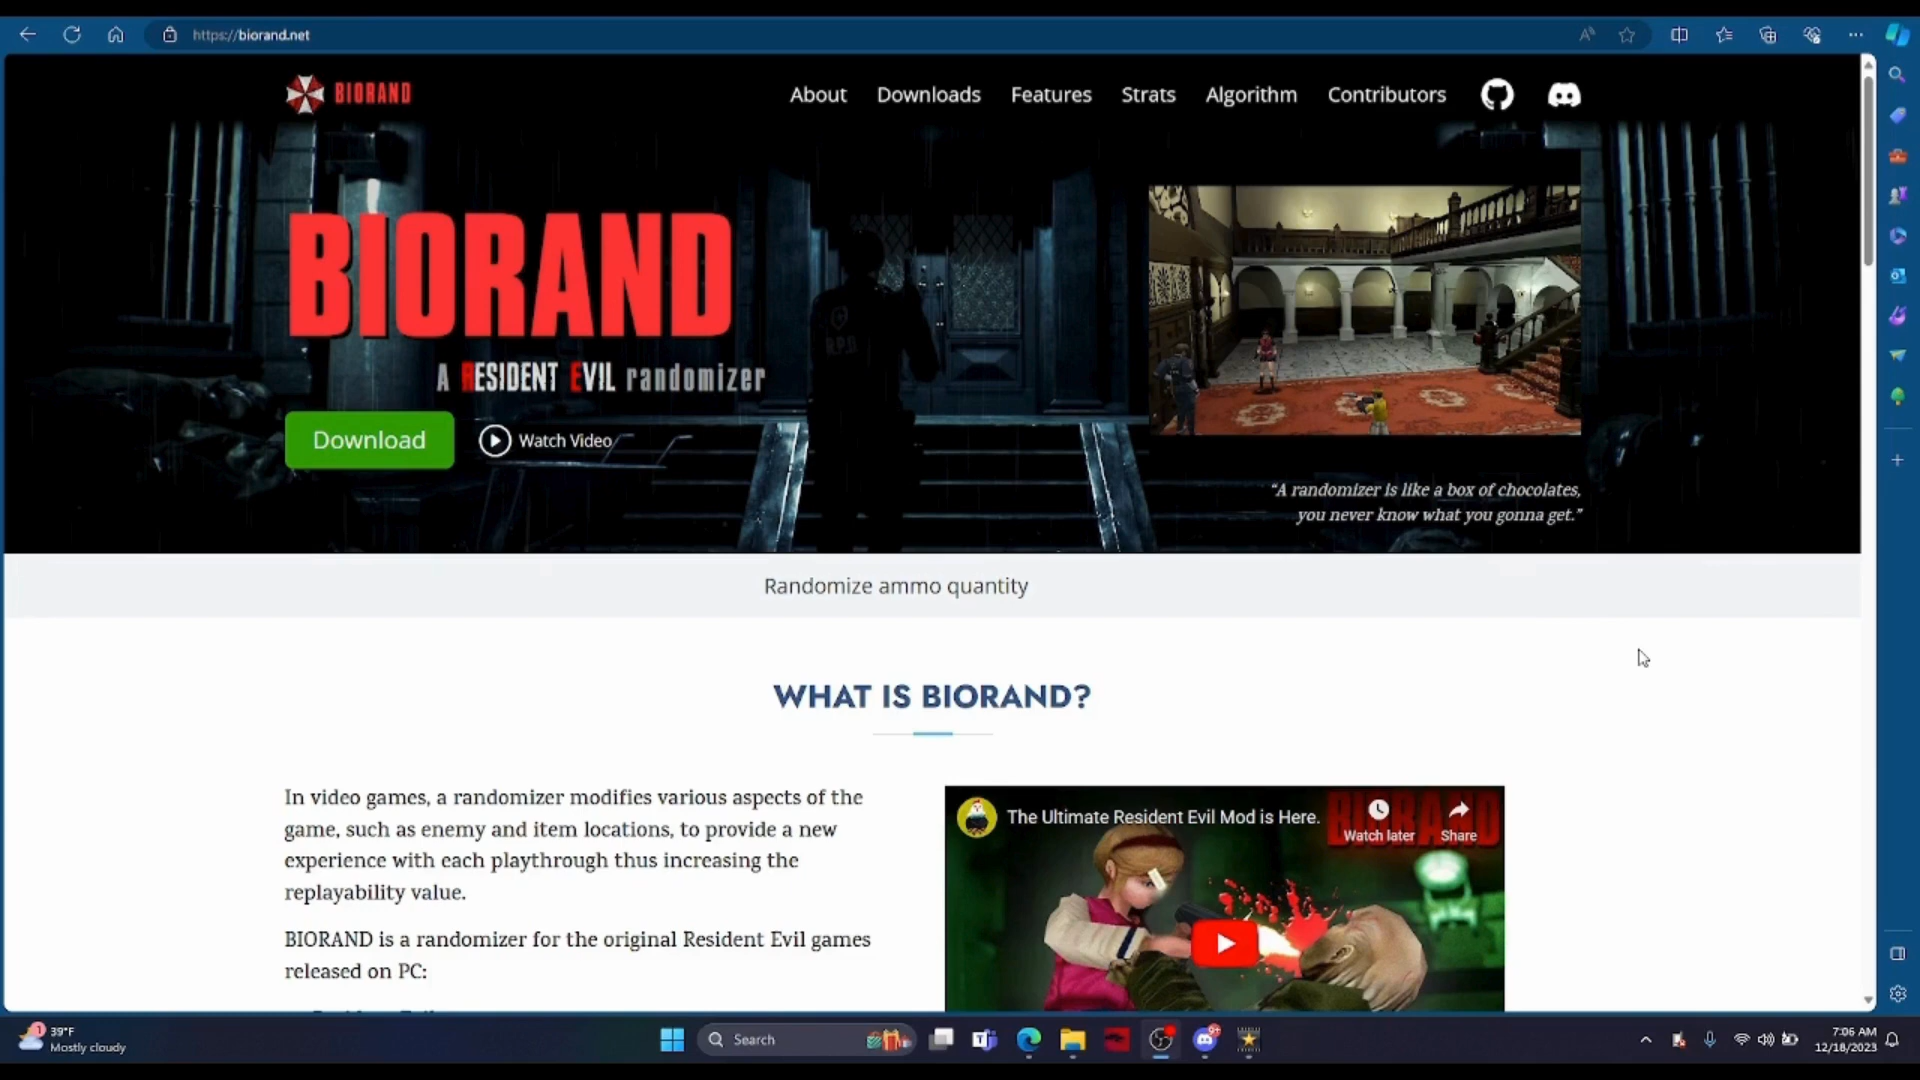 https://biorand.net
BIORAND
About
Downloads
Features
Strats
Algorithm
Contributors
BIORAND
A RESIDENT EVIL randomizer
Download
Watch Video
R.P.D
"A randomizer is like a box of chocolates,
you never know what you gonna get."
Randomize ammo quantity
WHAT IS BIORAND?
In video games, a randomizer modifies various aspects of the
game, such as enemy and item locations, to provide a new
experience with each playthrough thus increasing the
replayability value.
BIORAND is a randomizer for the original Resident Evil games
released on PC:
The Ultimate Resident Evil Mod is Here.
Watch later
Share
1
39°F
Mostly cloudy
Search
9+
7:06 AM
12/18/2023